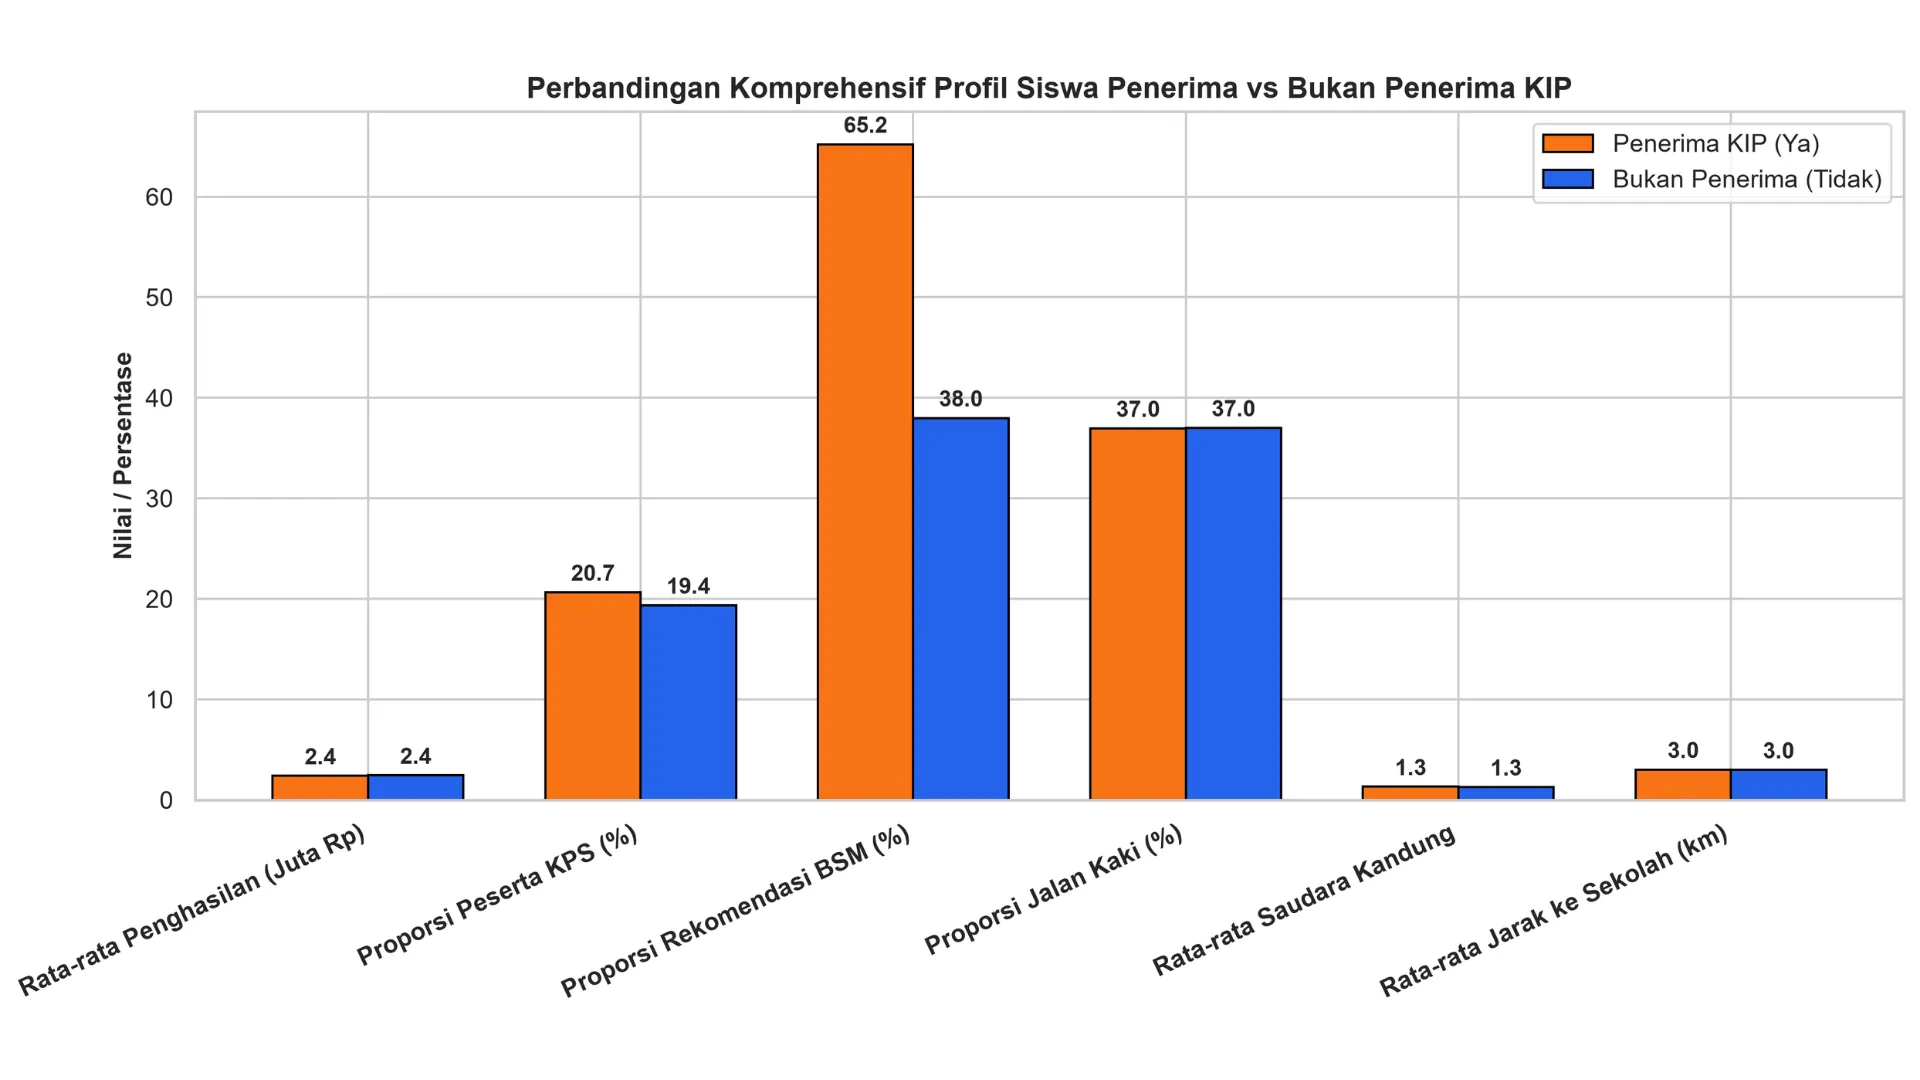 Perbandingan Komprehensif Profil Siswa Penerima vs Bukan Penerima KIP
Penerima KIP (Ya)
Bukan Penerima (Tidak)
Nilai / Persentase
60
50
40
30
20
10
0
2.4
2.4
20.7
19.4
65.2
38.0
37.0
37.0
1.3
1.3
3.0
3.0
Rata-rata Penghasilan (Juta Rp)
Proporsi Peserta KPS (%)
Proporsi Rekomendasi BSM (%)
Proporsi Jalan Kaki (%)
Rata-rata Saudara Kandung
Rata-rata Jarak ke Sekolah (km)